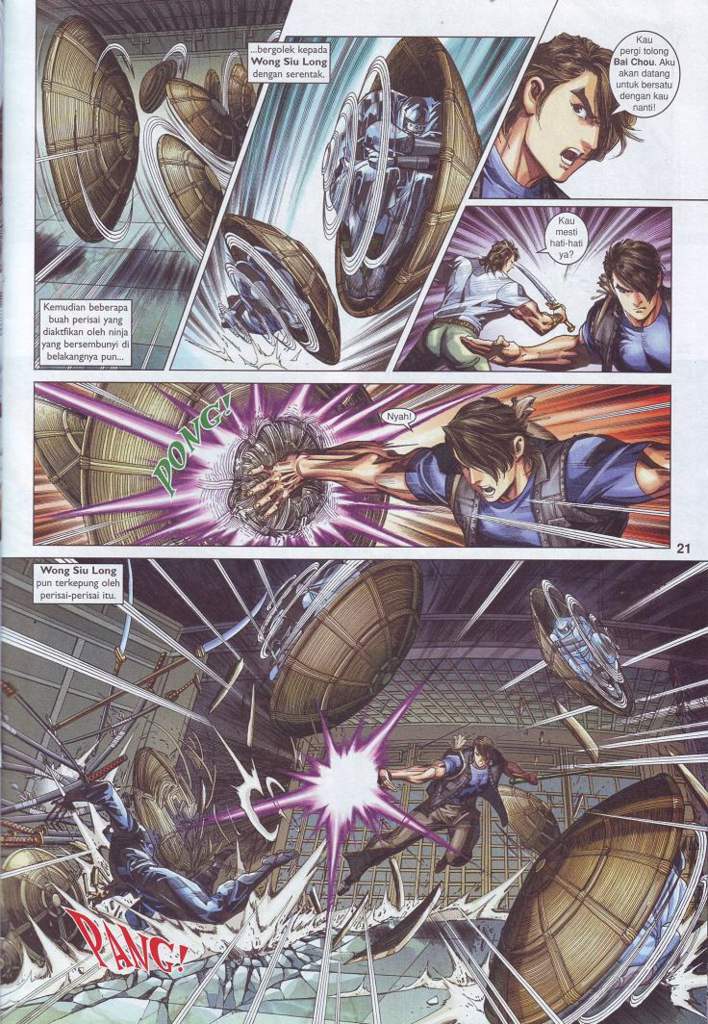 Kemudian beberapa
buah perisai yang
diaktfikan oleh ninja
yang bersembunyi di
belakangnya pun...
...bergolek kepada
Wong Siu Long
dengan serentak.
Kau
pergi tolong
Bai Chou. Aku
akan datang
untuk bersatu
dengan kau
nanti!
Kau
mesti
hati-hati
ya?
PONG!
Nyah!
21
Wong Siu Long
pun terkepung oleh
perisai-perisai itu.
PANG!